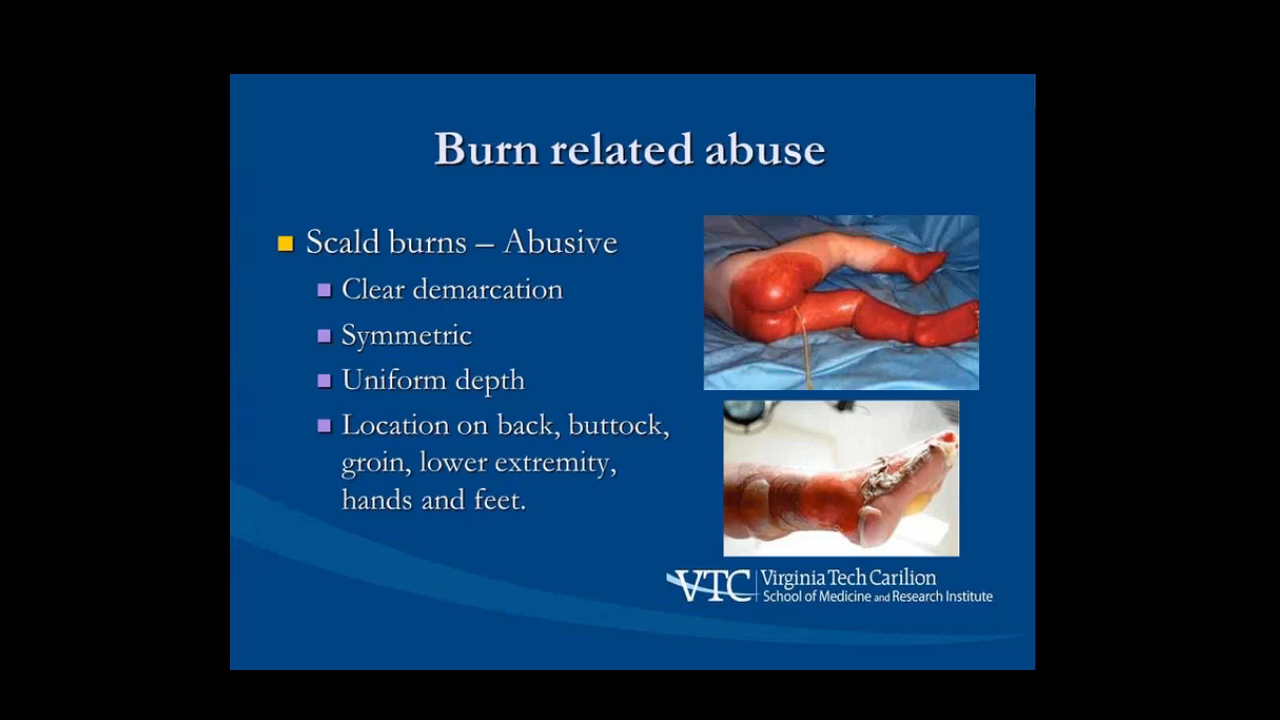 Burn related abuse
Scald burns – Abusive
Clear demarcation
Symmetric
Uniform depth
Location on back, buttock,
groin, lower extremity,
hands and feet.
VTC Virginia Tech Carilion
School of Medicine and Research Institute